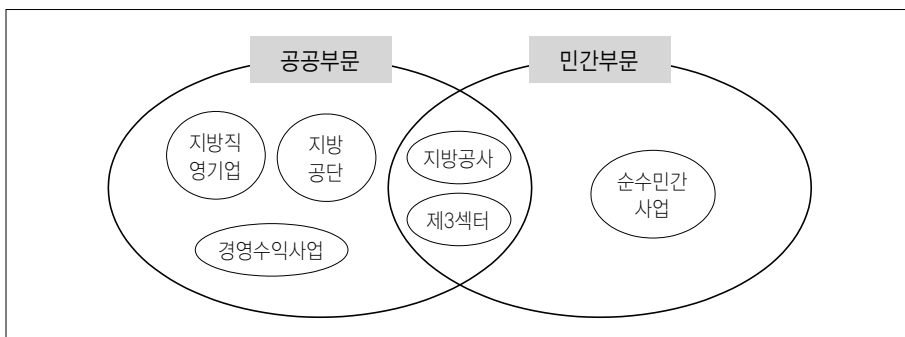 공공부문
민간부문
지방직
영기업
지방
공단
지방공사
제3섹터
경영수익사업
순수민간
사업